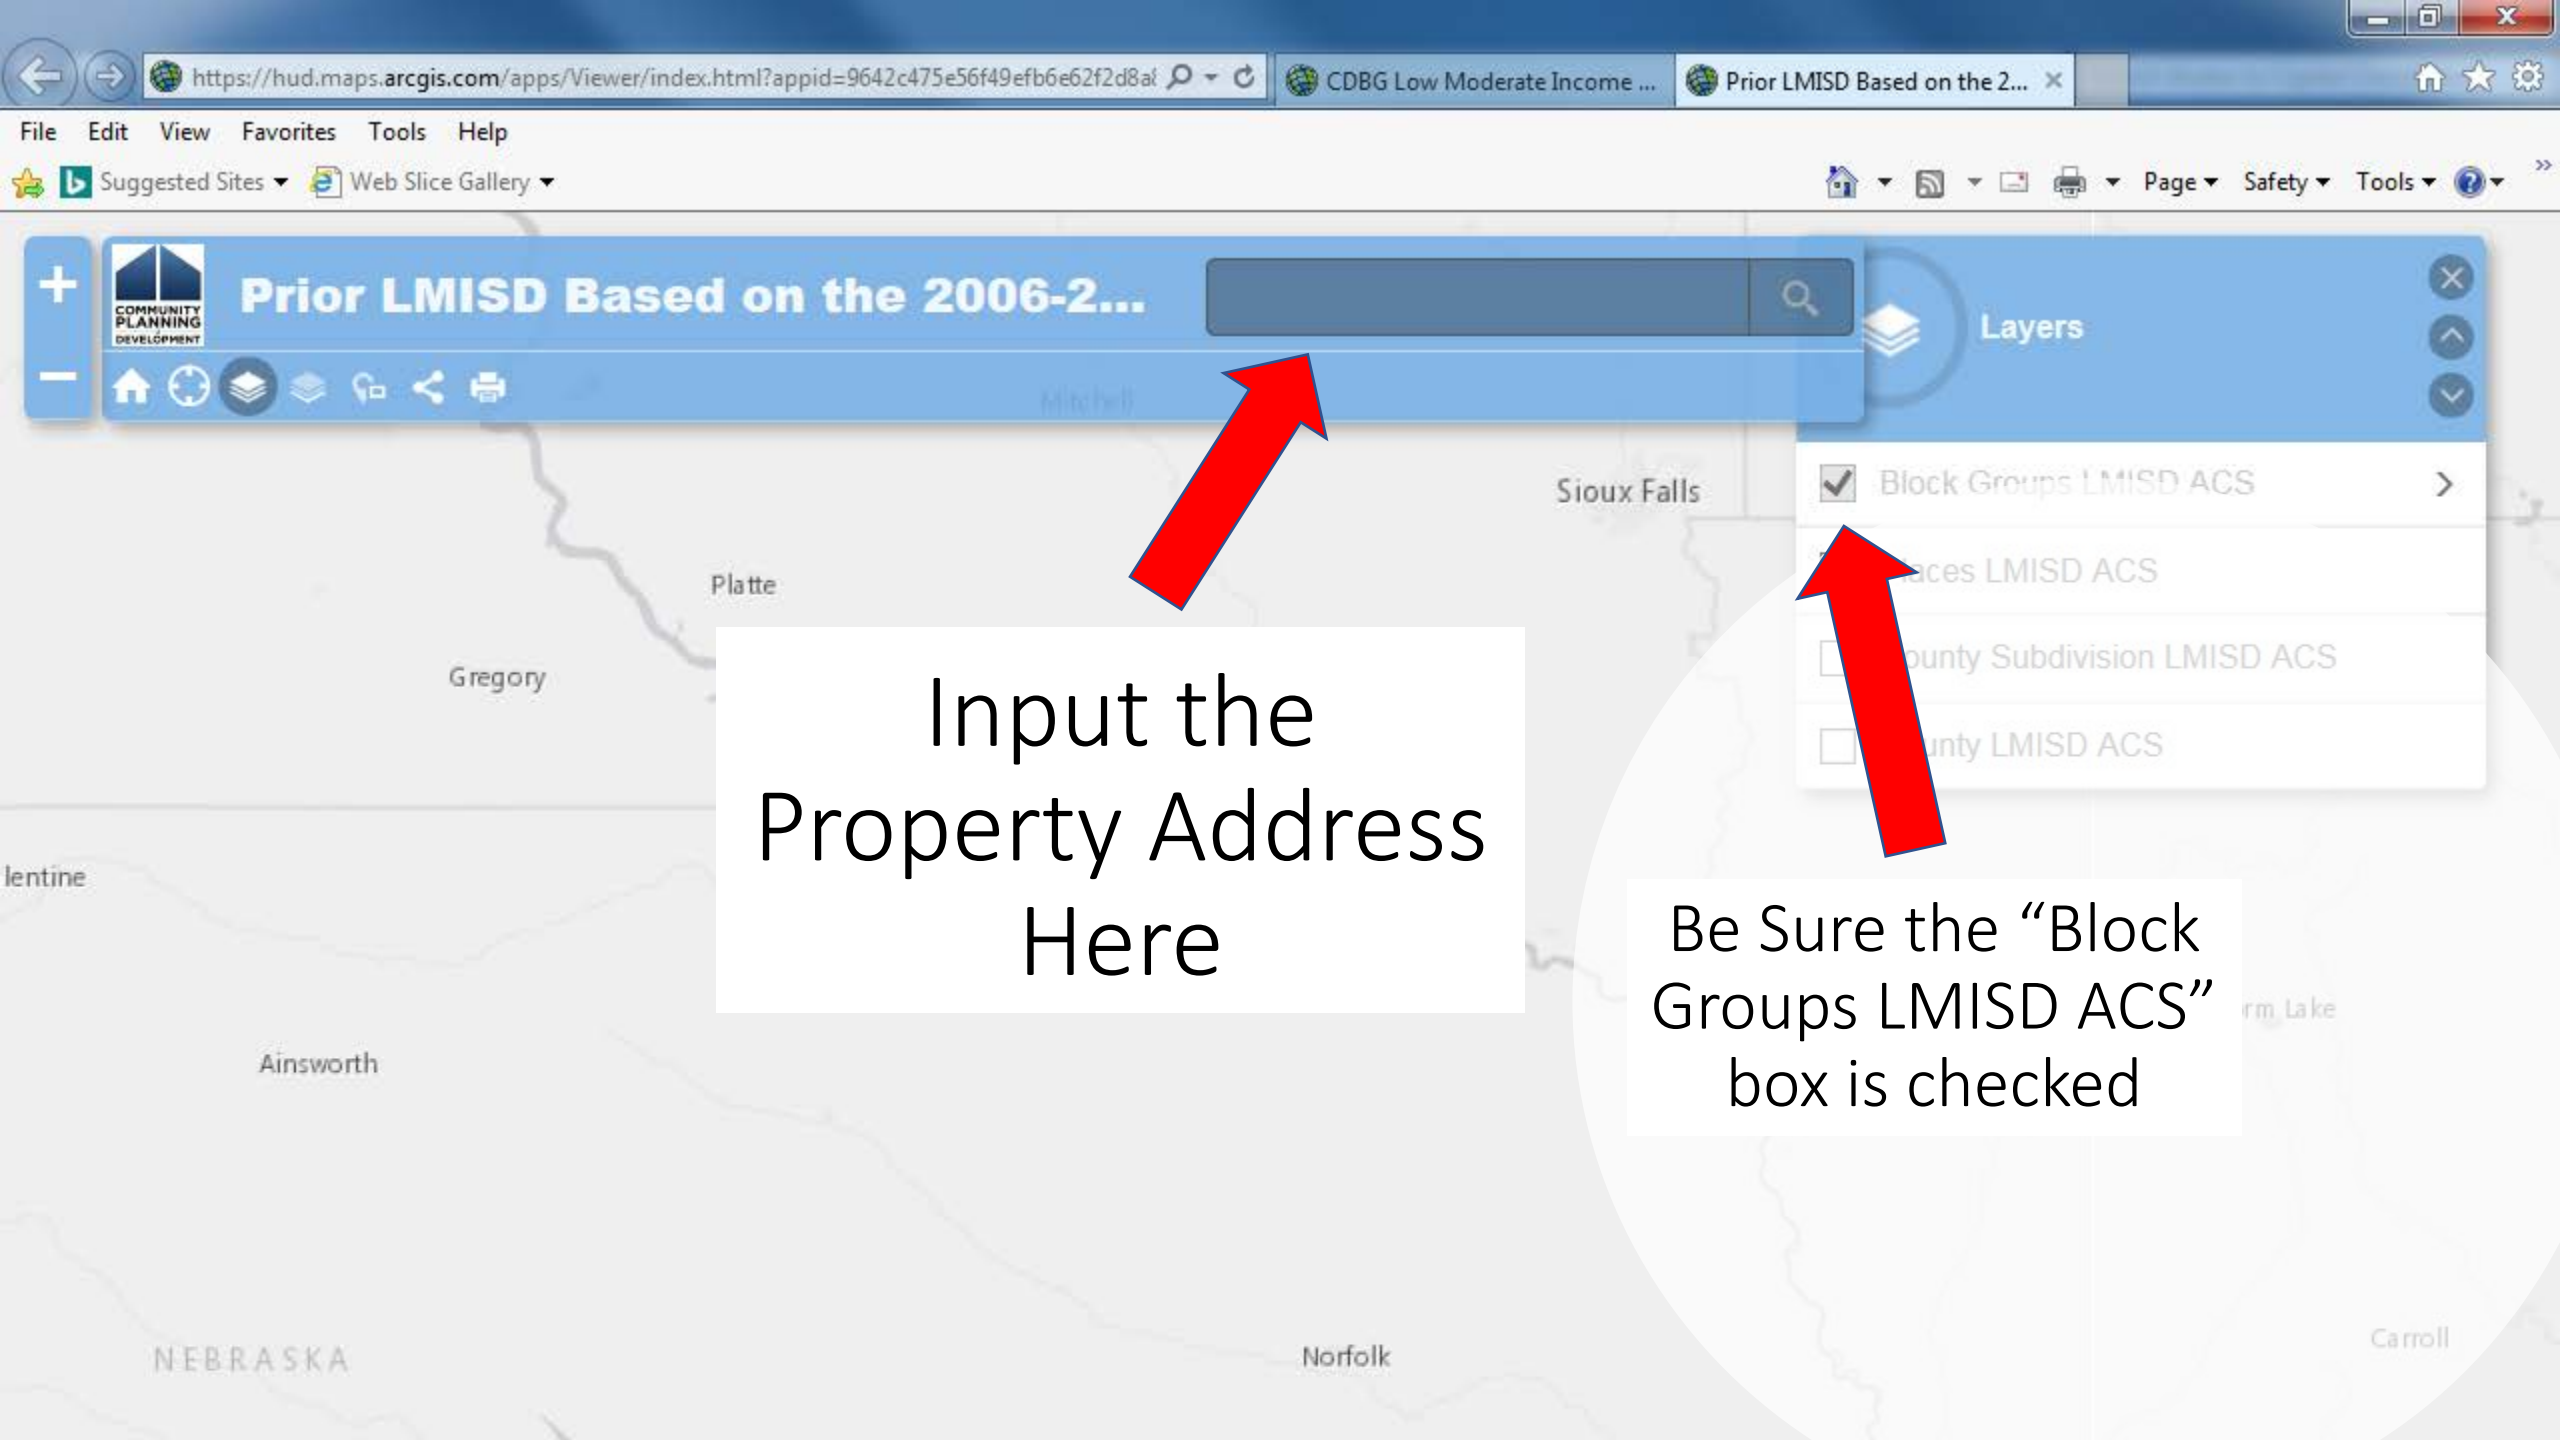 https://hud.maps.arcgis.com/apps/Viewer/index.html?appid=9642c475e56f49efb6e62f2d8a
CDBG Low Moderate Income ...
Prior LMISD Based on the 2...
File Edit View Favorites Tools Help
Suggested Sites Web Slice Gallery
Page Safety Tools
COMMUNITY
PLANNING
DEVELOPMENT
Prior LMISD Based on the 2006-2...
Layers
Mitchell
Sioux Falls
Block Groups LMISD ACS
Platte
LMISD ACS
Gregory
Subdivision LMISD ACS
LMISD ACS
Input the
Property Address
Here
lentine
Be Sure the “Block
Groups LMISD ACS”
box is checked
rm Lake
Ainsworth
Carroll
NEBRASKA
Norfolk